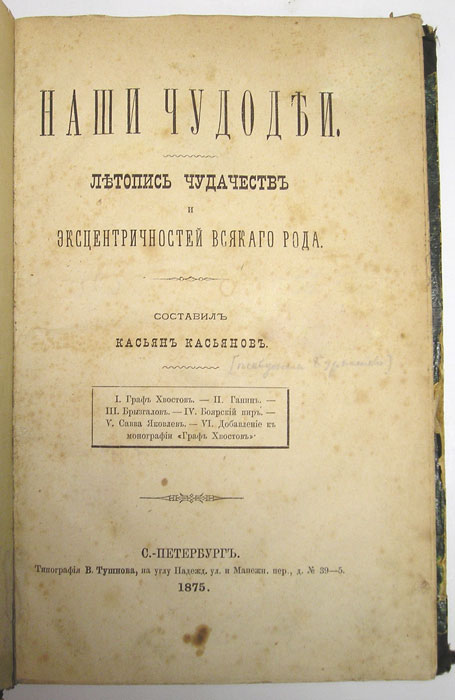 НАШИ ЧУДОДѢИ.
ЛѢТОПИСЬ ЧУДАЧЕСТВЪ
и
ЭКСЦЕНТРИЧНОСТЕЙ ВСЯКАГО РОДА.
СОСТАВИЛЪ
КАСЬЯНЪ КАСЬЯНОВЪ.
I. Графъ Хвостовъ. — II. Ганинъ. —
III. Брызгаловъ. — IV. Боярскій пиръ. —
V. Савва Яковлевъ. — VI. Добавленіе къ
монографіи «Графъ Хвостовъ».
С.-ПЕТЕРБУРГЪ.
Типографія В. Тушнова, на углу Надежд. ул. и Манежн. пер., д. № 39—5.
1875.